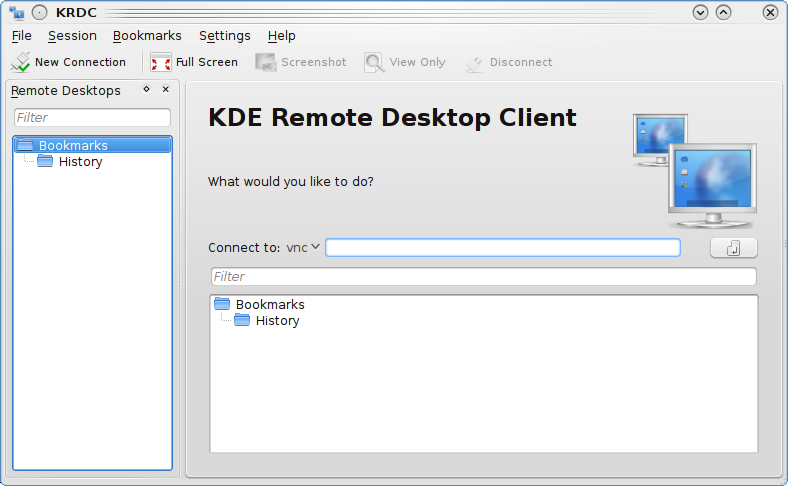 KRDC
File Session Bookmarks Settings Help
New Connection Full Screen Screenshot View Only Disconnect
Remote Desktops
Filter
Bookmarks
History
KDE Remote Desktop Client
What would you like to do?
Connect to: vnc
Filter
Bookmarks
History